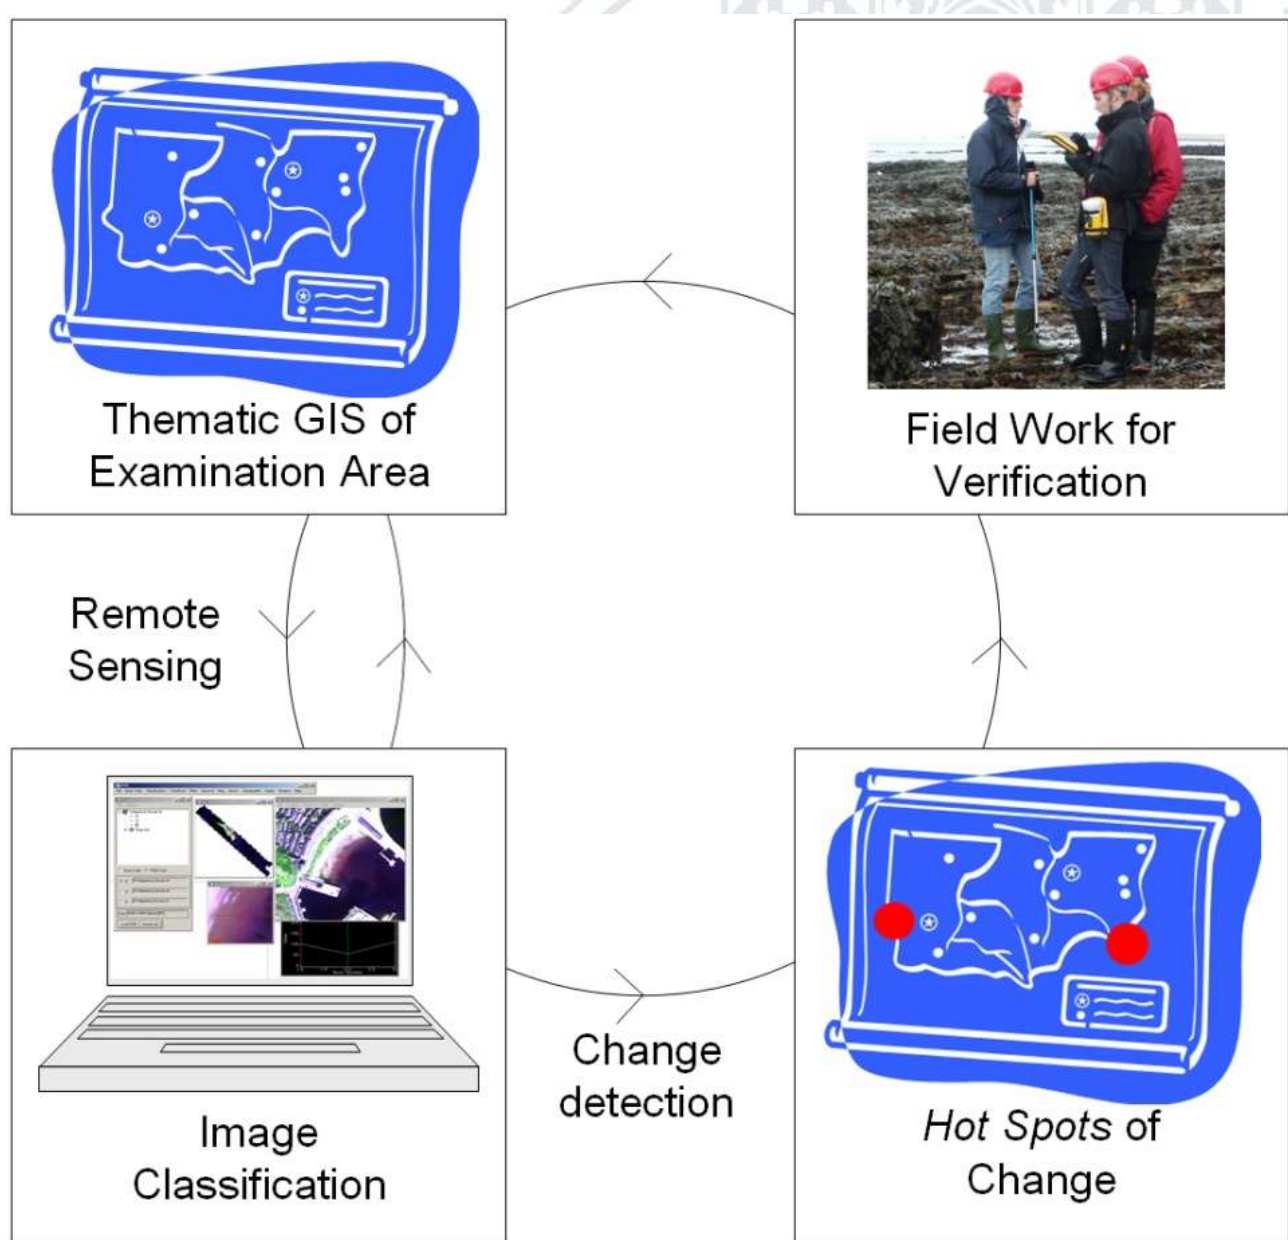 Thematic GIS of
Examination Area
Field Work for
Verification
Remote
Sensing
Change
detection
Image
Classification
Hot Spots of
Change